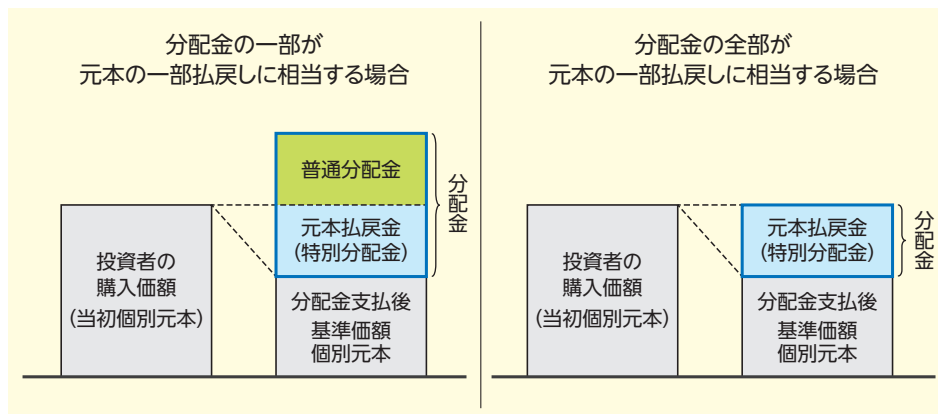 分配金の一部が
元本の一部払戻しに相当する場合
普通分配金
元本払戻金
(特別分配金)
分配金
投資者の
購入価額
(当初個別元本)
分配金支払後
基準価額
個別元本
分配金の全部が
元本の一部払戻しに相当する場合
元本払戻金
(特別分配金)
分配金
投資者の
購入価額
(当初個別元本)
分配金支払後
基準価額
個別元本